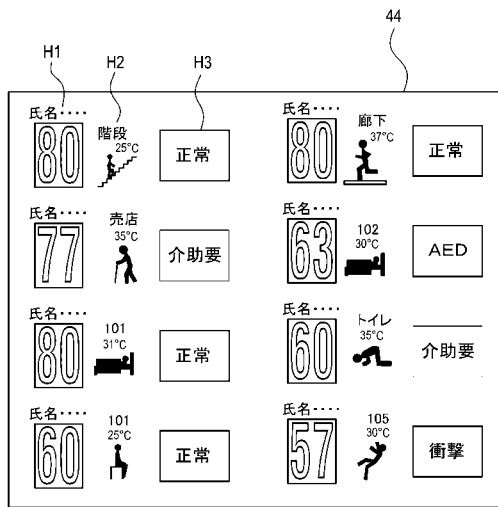 44
H1
H2
H3
氏名････
80
階段
25°C
正常
氏名････
80
廊下
37°C
正常
氏名････
77
売店
35°C
介助要
氏名････
63
102
30°C
AED
氏名････
80
101
31°C
正常
氏名････
60
トイレ
35°C
介助要
氏名････
60
101
25°C
正常
氏名････
57
105
30°C
衝撃